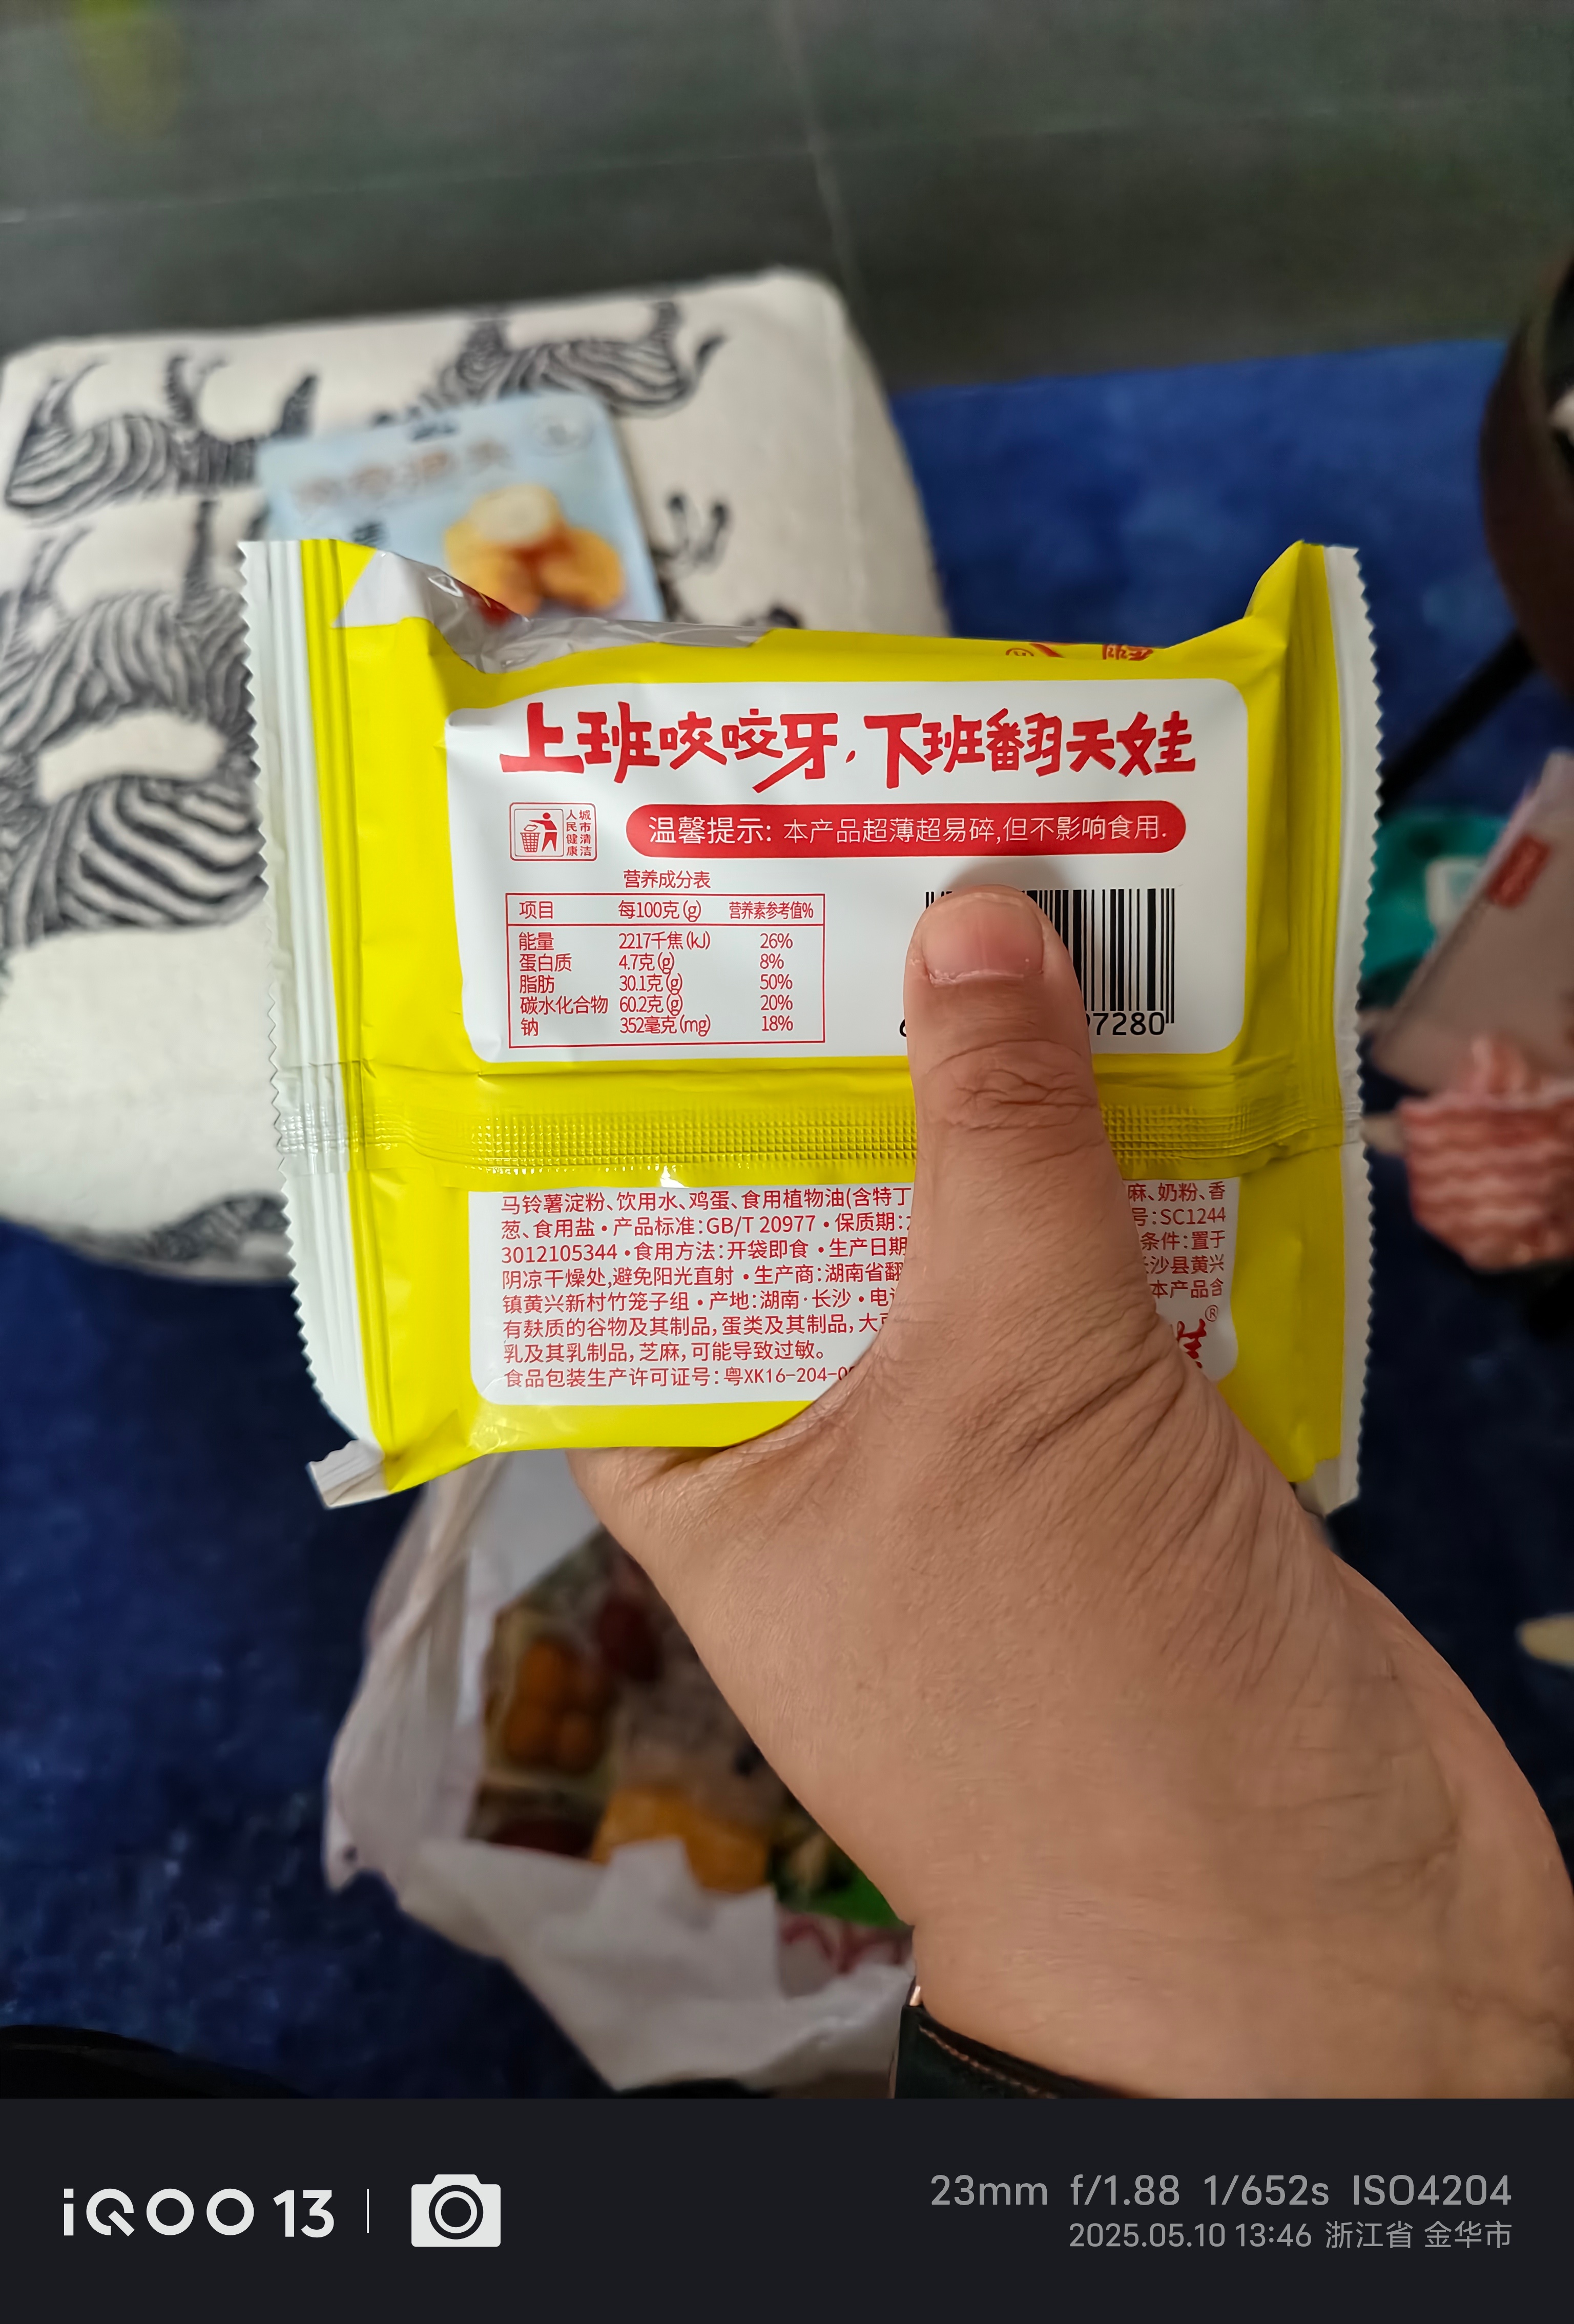 上班咬咬牙,下班翻天娃
人民健康
城市清洁
温馨提示: 本产品超薄超易碎,但不影响食用.
营养成分表
项目 每100克(g) 营养素参考值%
能量 2217千焦(kJ) 26%
蛋白质 4.7克(g) 8%
脂肪 30.1克(g) 50%
碳水化合物 60.2克(g) 20%
钠 352毫克(mg) 18%
7280
马铃薯淀粉、饮用水、鸡蛋、食用植物油(含特丁 麻、奶粉、香
葱、食用盐·产品标准:GB/T 20977·保质期: 号:SC1244
3012105344·食用方法:开袋即食·生产日期 条件:置于
阴凉干燥处,避免阳光直射·生产商:湖南省翻 沙县黄兴
镇黄兴新村竹笼子组·产地:湖南·长沙·电 本产品含
有麸质的谷物及其制品,蛋类及其制品,大 ®
乳及其乳制品,芝麻,可能导致过敏。
食品包装生产许可证号:粤XK16-204-0
iQOO 13
23mm f/1.88 1/652s ISO4204
2025.05.10 13:46 浙江省 金华市